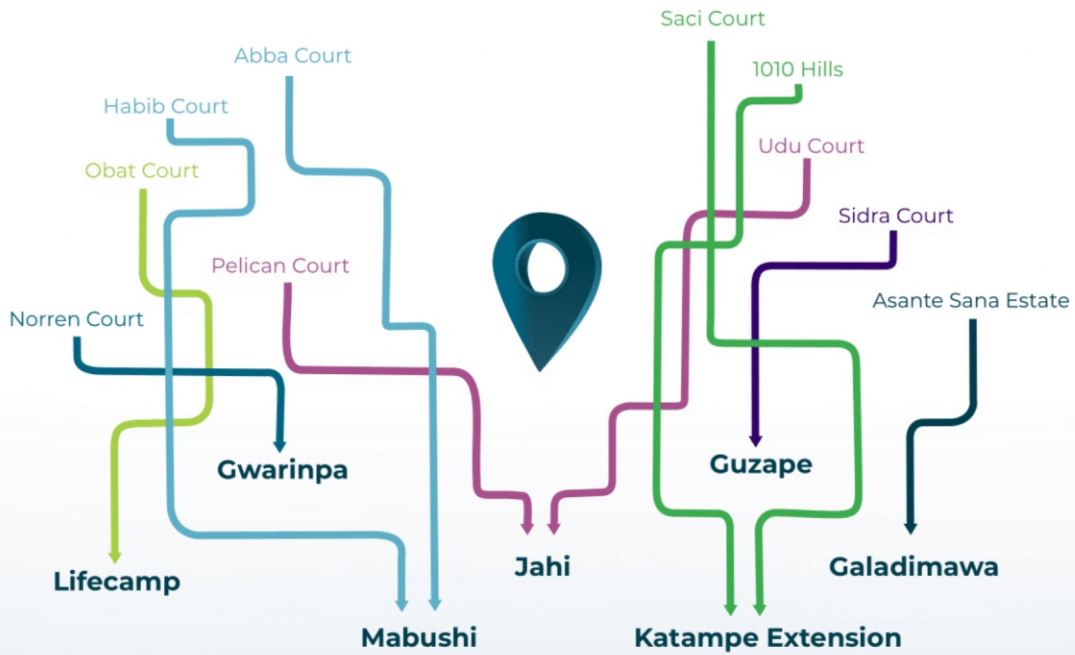 Saci Court
Abba Court
1010 Hills
Habib Court
Udu Court
Obat Court
Sidra Court
Pelican Court
Asante Sana Estate
Norren Court
Gwarinpa
Guzape
Lifecamp
Jahi
Galadimawa
Mabushi
Katampe Extension